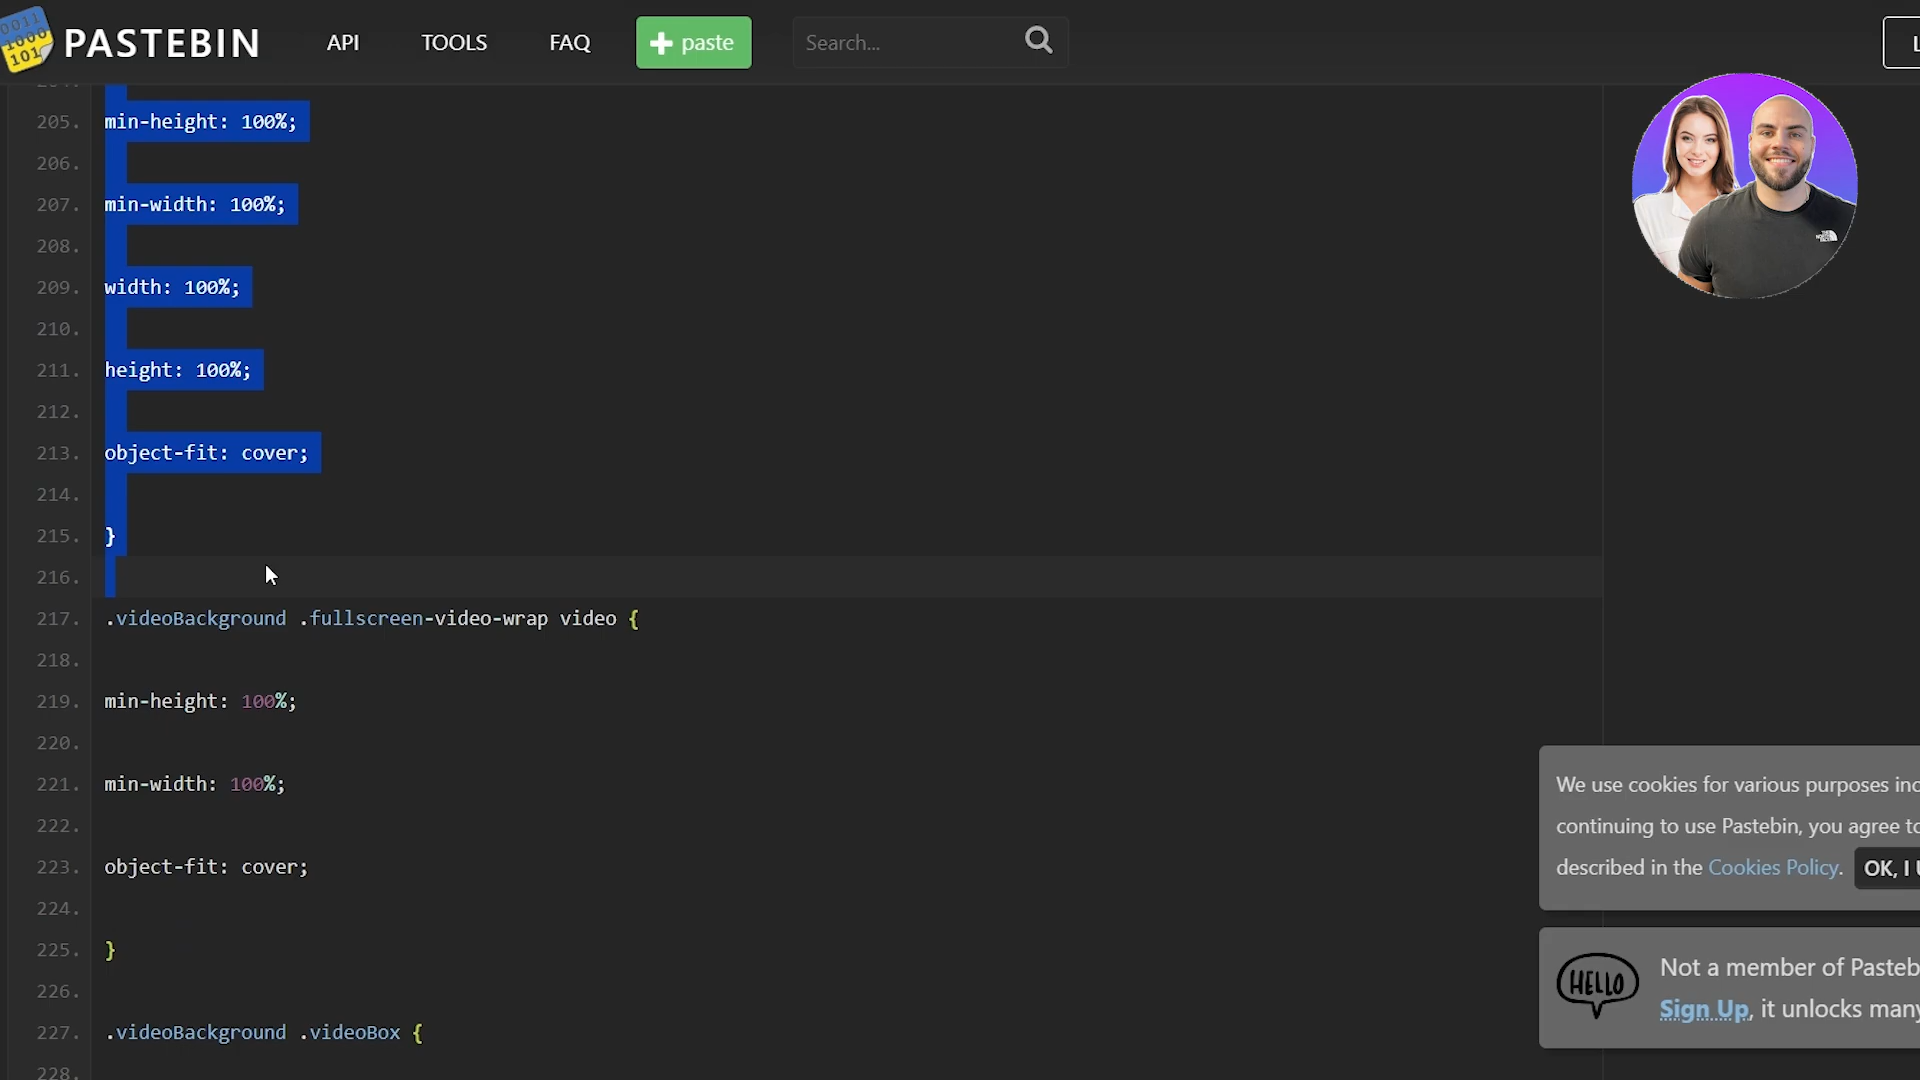 0011
1000
101
PASTEBIN
API
TOOLS
FAQ
+ paste
Search...
205. min-height: 100%;
206.
207. min-width: 100%;
208.
209. width: 100%;
210.
211. height: 100%;
212.
213. object-fit: cover;
214.
215. }
216.
217. .videoBackground .fullscreen-video-wrap video {
218.
219. min-height: 100%;
220.
221. min-width: 100%;
222.
223. object-fit: cover;
224.
225. }
226.
227. .videoBackground .videoBox {
228.
We use cookies for various purposes inc
continuing to use Pastebin, you agree to
described in the Cookies Policy. OK, I U
HELLO
Not a member of Pasteb
Sign Up, it unlocks many